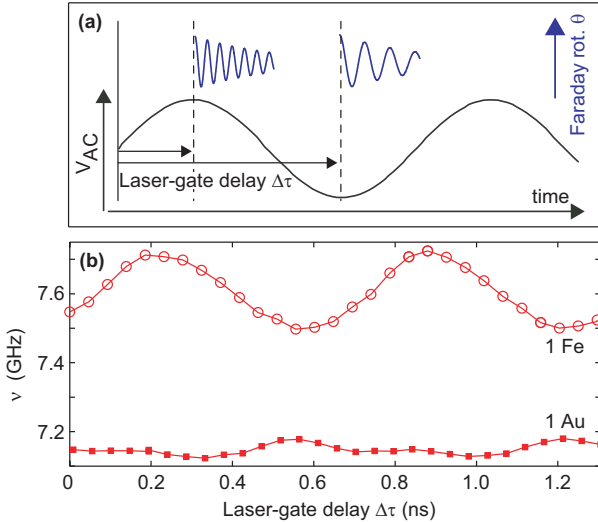 (a)
Faraday rot. θ
V_AC
Laser-gate delay Δτ
time
(b)
7.6
7.4
7.2
ν (GHz)
1 Fe
1 Au
0 0.2 0.4 0.6 0.8 1.0 1.2
Laser-gate delay Δτ (ns)